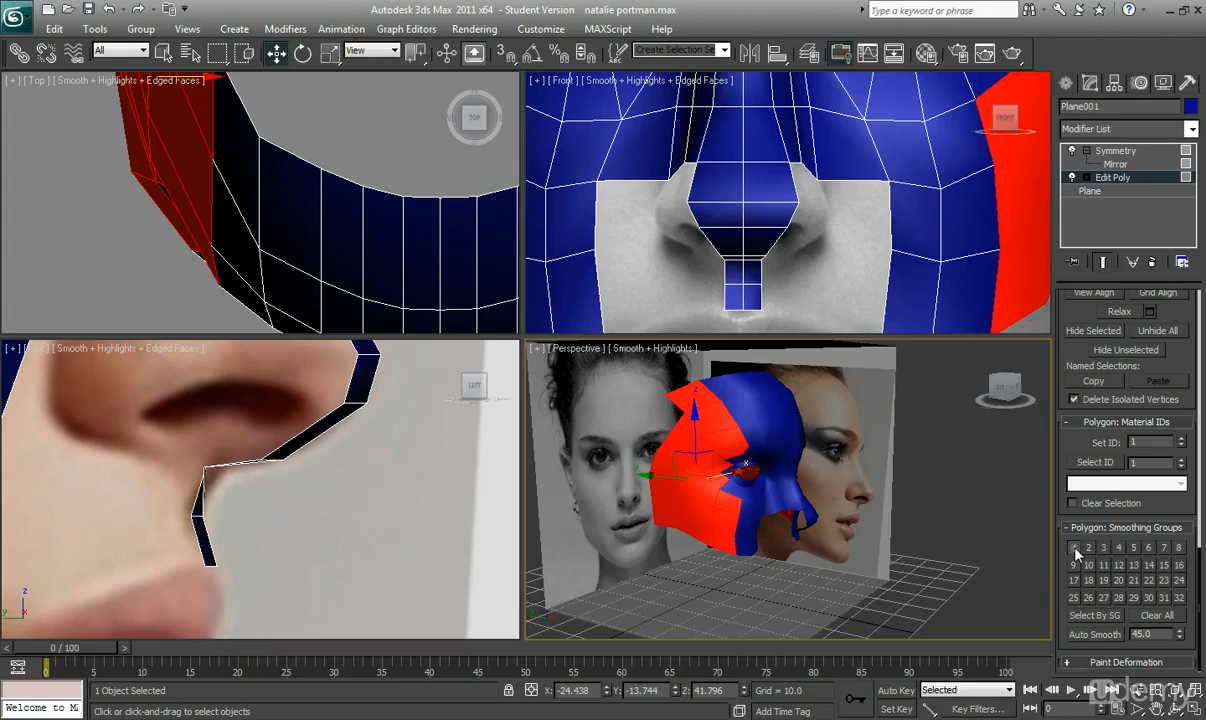 Autodesk 3ds Max 2011 x64 - Student Version natalie portman.max
Type a keyword or phrase
Edit Tools Group Views Create Modifiers Animation Graph Editors Rendering Customize MAXScript Help
All View Create Selection Se
[ + ] [ Top ] [ Smooth + Highlights + Edged Faces ]
TOP
[ + ] [ Front ] [ Smooth + Highlights + Edged Faces ]
FRONT
Plane001
Modifier List
Symmetry
Mirror
Edit Poly
Plane
View Align Grid Align
Relax
Hide Selected Unhide All
Hide Unselected
Named Selections:
Copy Paste
Delete Isolated Vertices
- Polygon: Material IDs
Set ID: 1
Select ID 1
Clear Selection
- Polygon: Smoothing Groups
2 3 4 5 6 7 8
9 10 11 12 13 14 15 16
17 18 19 20 21 22 23 24
25 26 27 28 29 30 31 32
Select By SG Clear All
Auto Smooth 45.0
+ Paint Deformation
[ Smooth + Highlights + Edged Faces ]
LEFT
z
y x
[ + ] [ Perspective ] [ Smooth + Highlights ]
z
x
< 0 / 100 >
0 5 10 15 20 25 30 35 40 45 50 55 60 65 70 75 80 85 90 95 100
1 Object Selected X: -24.438 Y: -13.744 Z: 41.796 Grid = 10.0 Auto Key Selected
Welcome to M Click or click-and-drag to select objects Add Time Tag Set Key Key Filters... 0
udemy